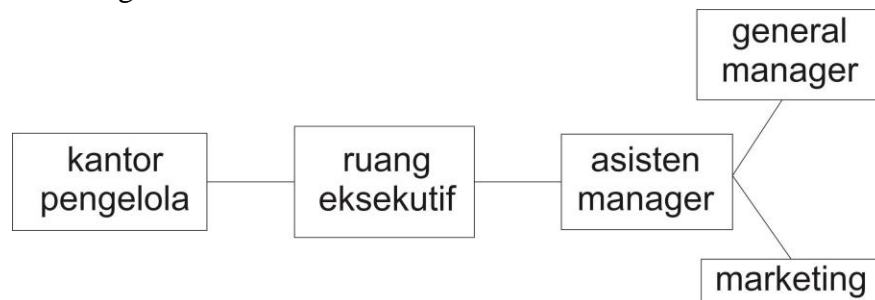 general
manager
kantor
pengelola
ruang
eksekutif
asisten
manager
marketing